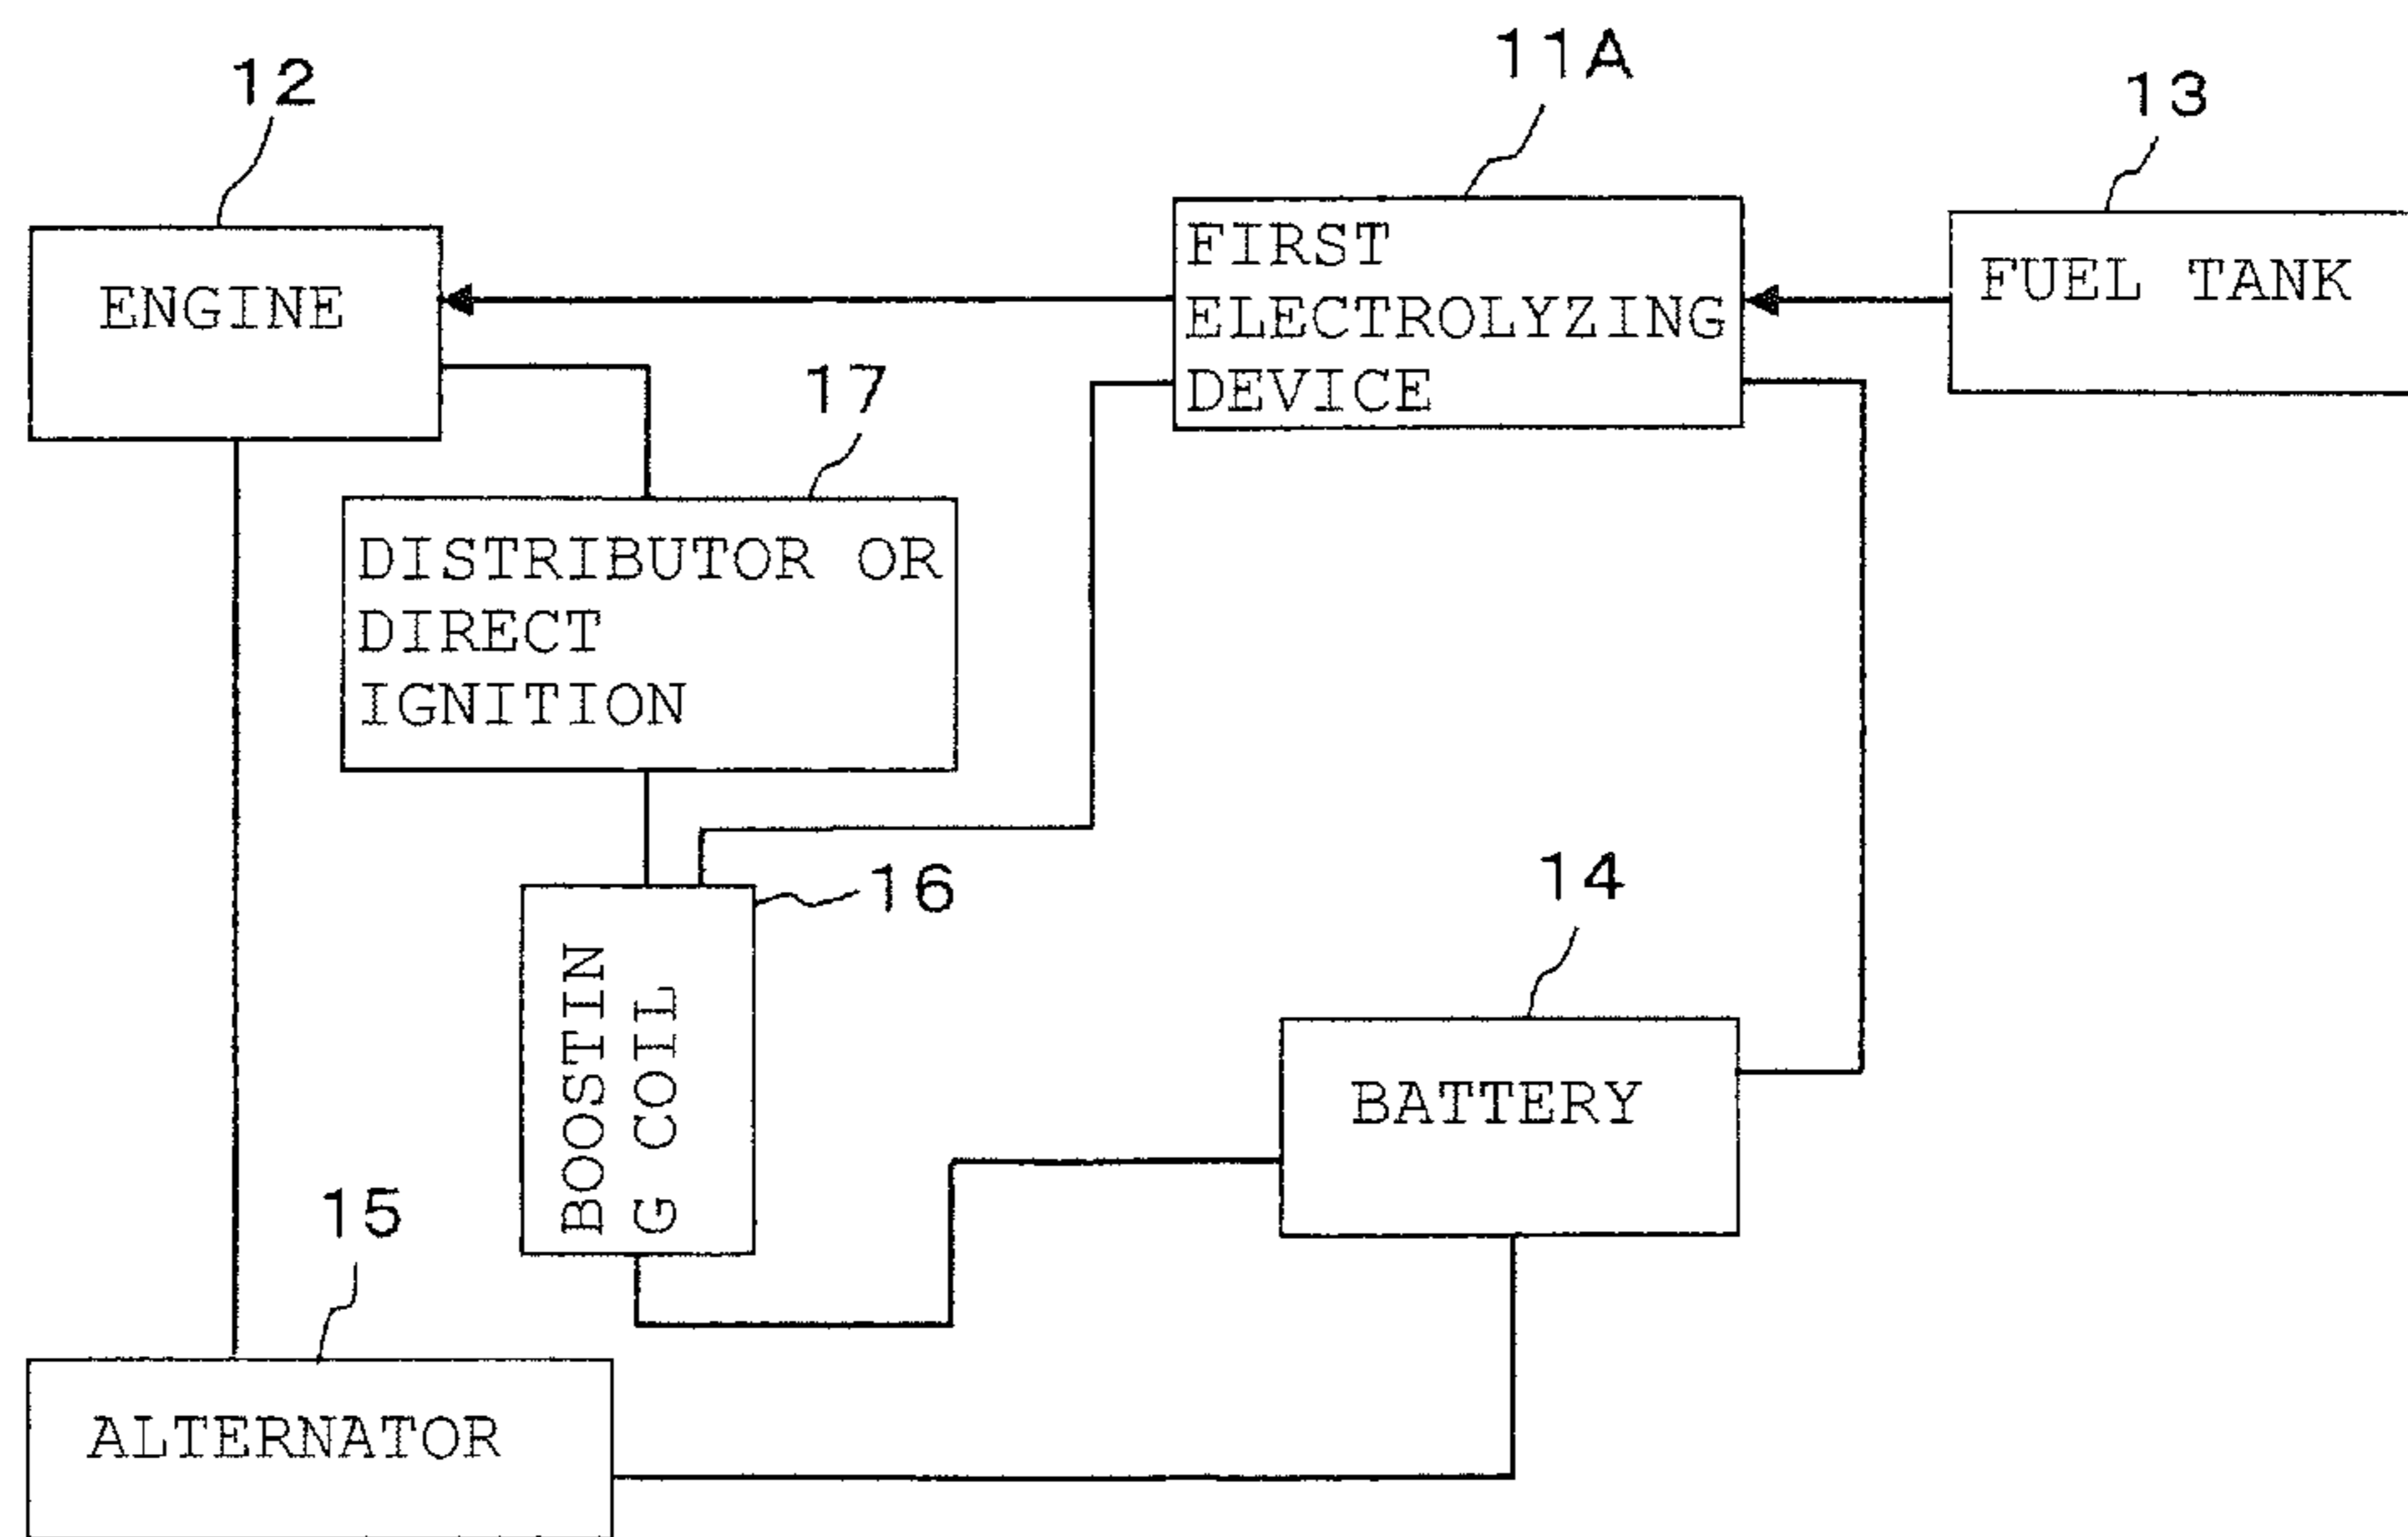 11A
12
13
ENGINE
FIRST
ELECTROLYZING
DEVICE
FUEL TANK
17
DISTRIBUTOR OR
DIRECT
IGNITION
16
BOOSTIN
G COIL
14
BATTERY
15
ALTERNATOR